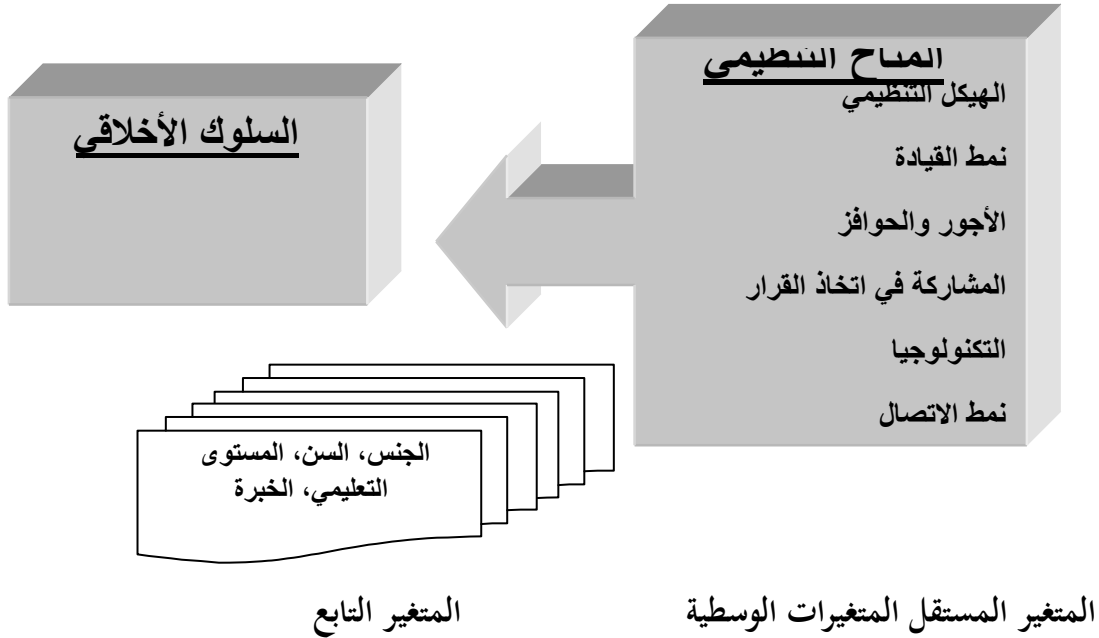 المناخ التنظيمي
الهيكل التنظيمي
نمط القيادة
الأجور والحوافز
المشاركة في اتخاذ القرار
التكنولوجيا
نمط الاتصال
السلوك الأخلاقي
الجنس، السن، المستوى
التعليمي، الخبرة
المتغير المستقل المتغيرات الوسطية المتغير التابع